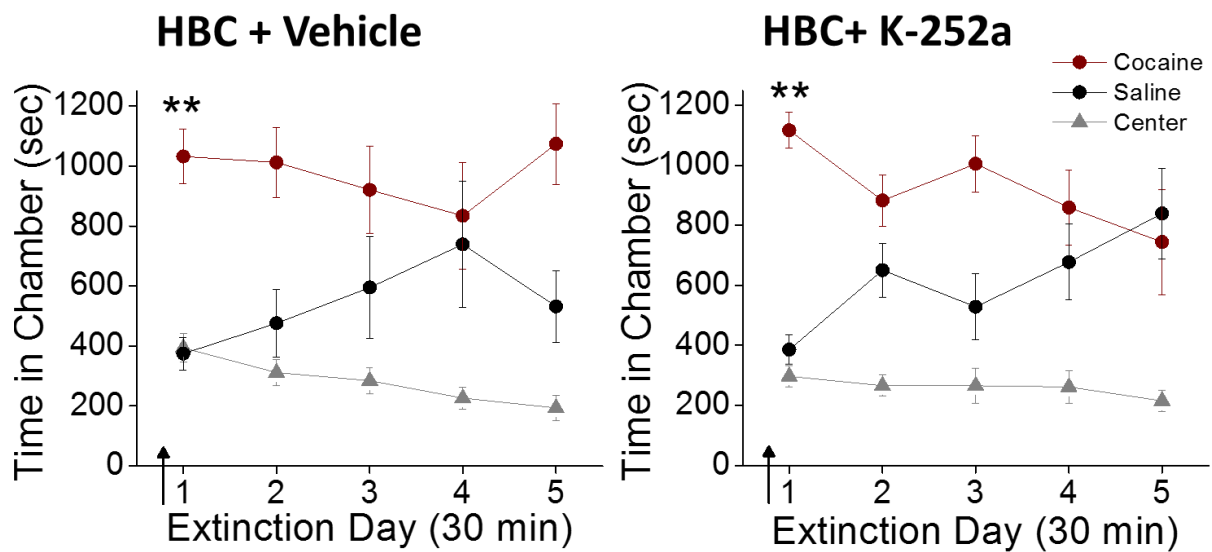 HBC + Vehicle
HBC+ K-252a
Cocaine
Saline
Center
**
**
Time in Chamber (sec)
1200
1000
800
600
400
200
0
1 2 3 4 5
Extinction Day (30 min)
Time in Chamber (sec)
1200
1000
800
600
400
200
0
1 2 3 4 5
Extinction Day (30 min)